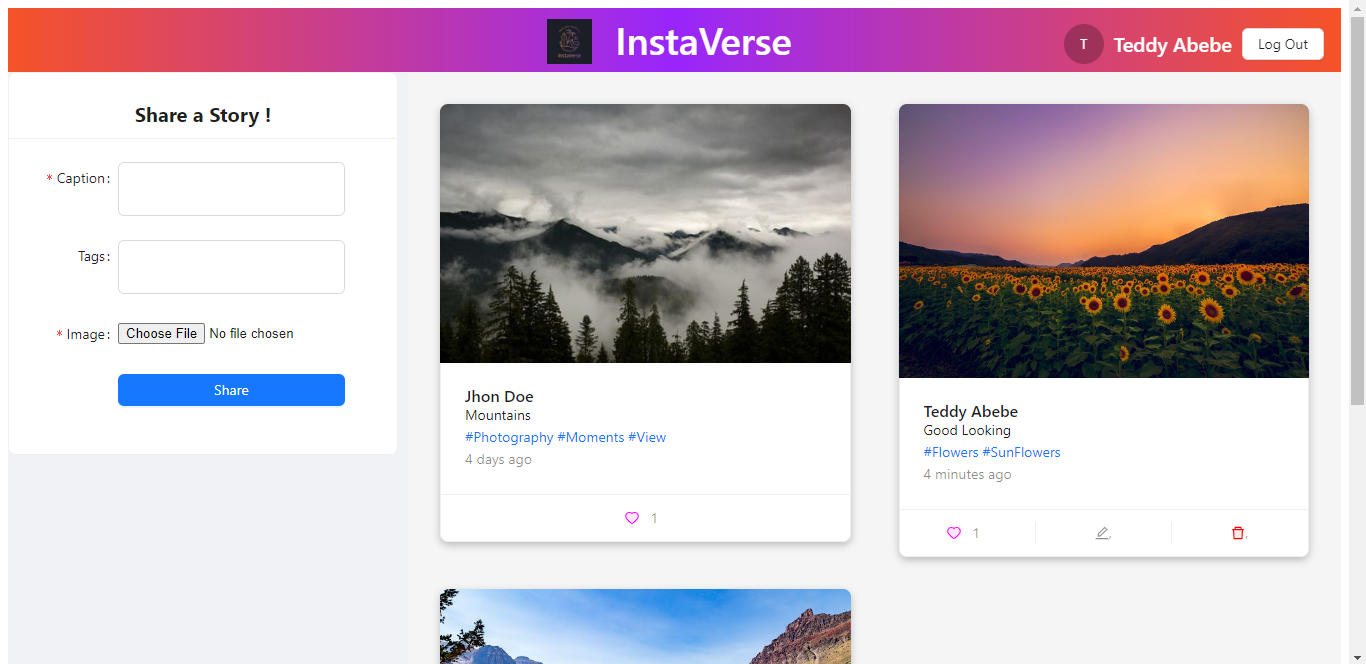 InstaVerse
T
Teddy Abebe
Log Out
Share a Story !
* Caption:
Tags:
* Image: Choose File No file chosen
Share
Jhon Doe
Mountains
#Photography #Moments #View
4 days ago
1
Teddy Abebe
Good Looking
#Flowers #SunFlowers
4 minutes ago
1
,
,